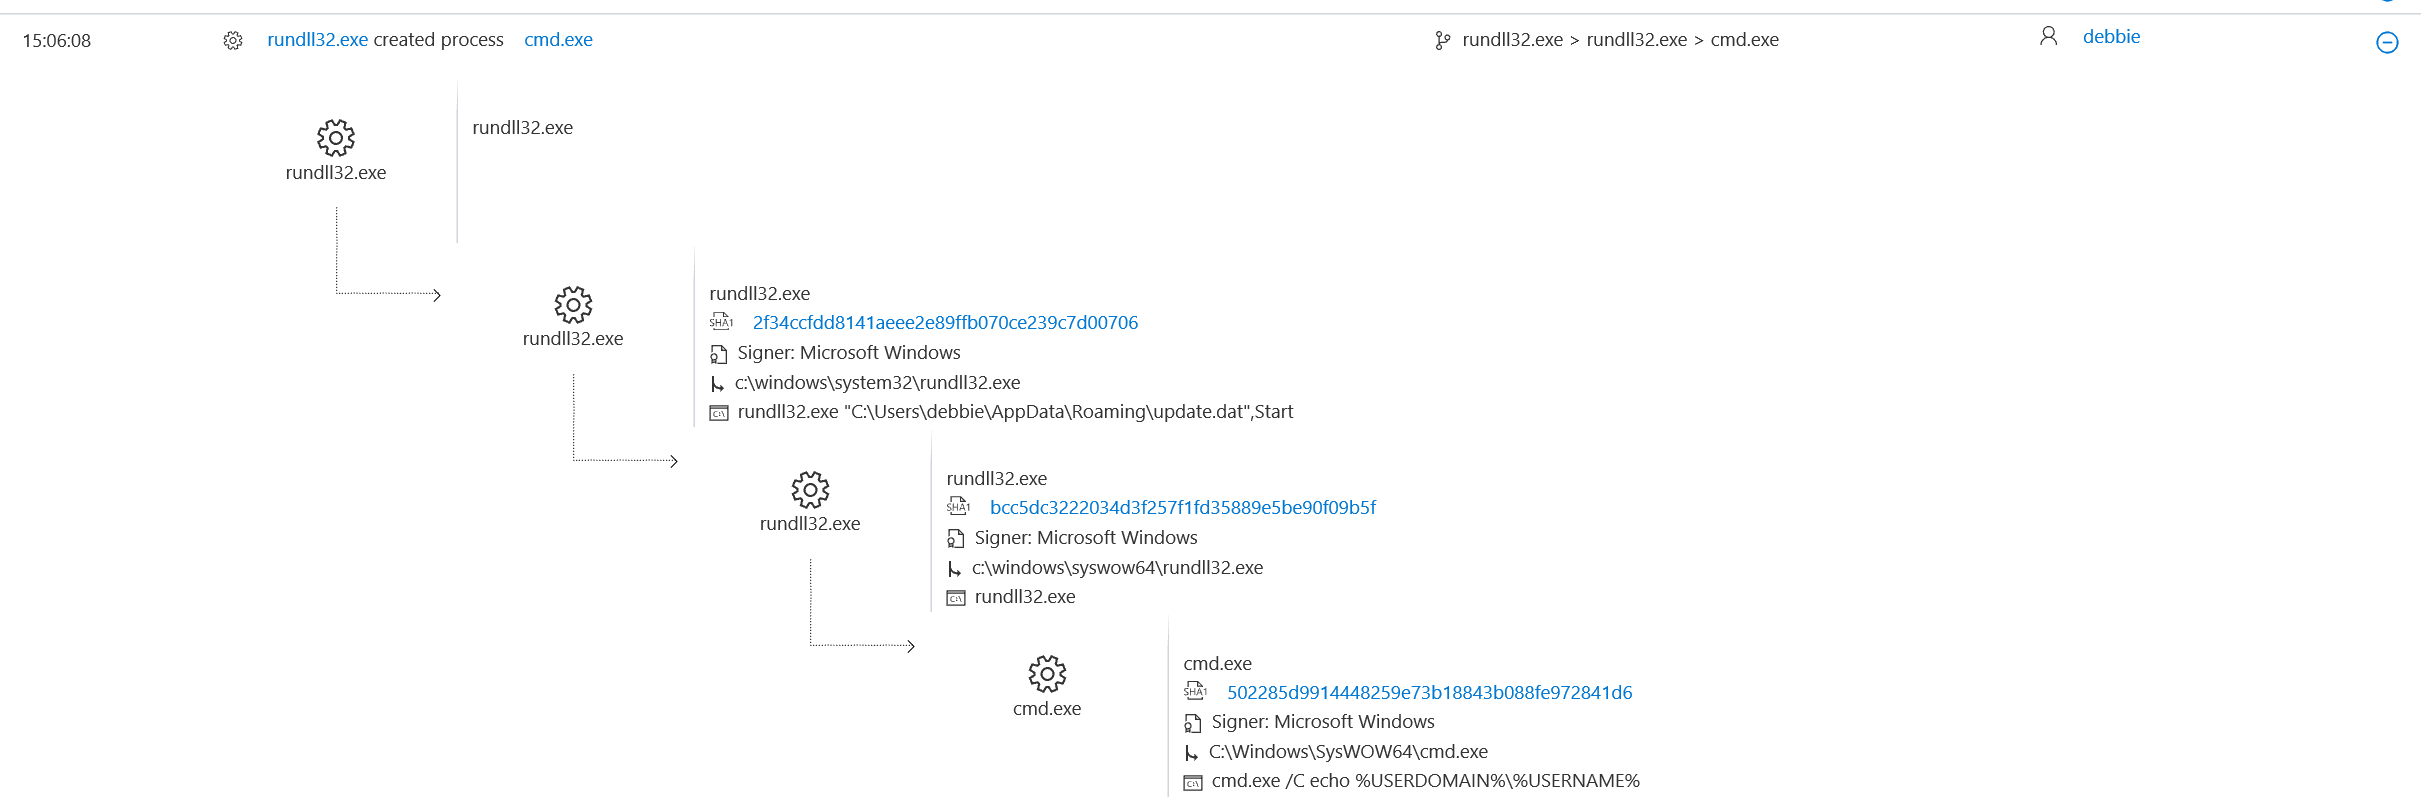 15:06:08 rundll32.exe created process cmd.exe rundll32.exe > rundll32.exe > cmd.exe debbie
rundll32.exe
rundll32.exe
rundll32.exe
SHA1 2f34ccfdd8141aeee2e89ffb070ce239c7d00706
rundll32.exe
Signer: Microsoft Windows
c:\windows\system32\rundll32.exe
C:\ rundll32.exe "C:\Users\debbie\AppData\Roaming\update.dat",Start
rundll32.exe
SHA1 bcc5dc3222034d3f257f1fd35889e5be90f09b5f
rundll32.exe
Signer: Microsoft Windows
c:\windows\syswow64\rundll32.exe
C:\ rundll32.exe
cmd.exe
SHA1 502285d9914448259e73b18843b088fe972841d6
cmd.exe
Signer: Microsoft Windows
C:\Windows\SysWOW64\cmd.exe
C:\ cmd.exe /C echo %USERDOMAIN%\%USERNAME%